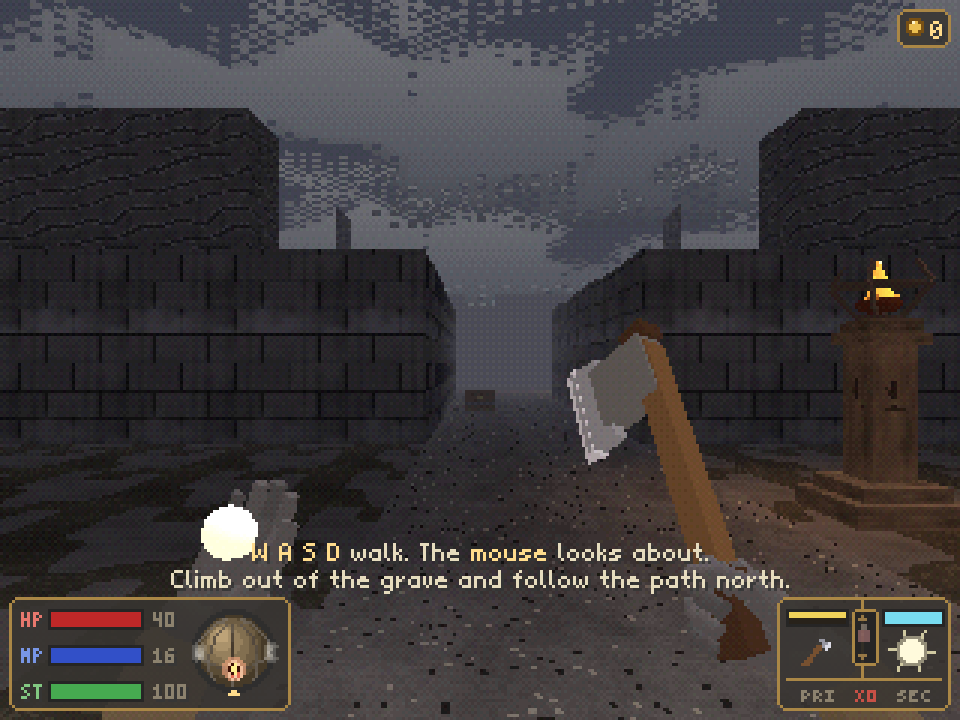 0
W A S D walk. The mouse looks about.
Climb out of the grave and follow the path north.
HP 40
MP 16
ST 100
PRI X0 SEC